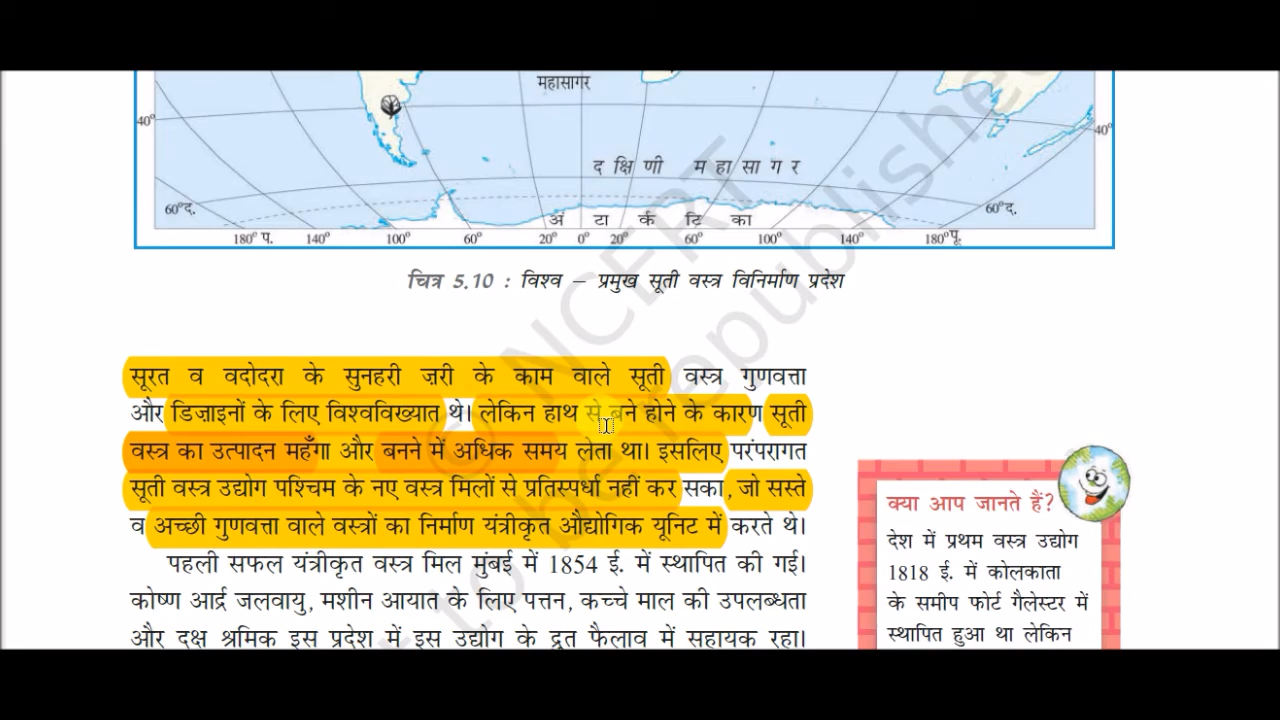 महासागर
40°
40°
द क्षि णी म हा सा ग र
60°द.
60°द.
अं टा र्क टि का
180° प. 140° 100° 60° 20° 0° 20° 60° 100° 140° 180°पू.
चित्र 5.10 : विश्व – प्रमुख सूती वस्त्र विनिर्माण प्रदेश
सूरत व वदोदरा के सुनहरी ज़री के काम वाले सूती वस्त्र गुणवत्ता
और डिज़ाइनों के लिए विश्वविख्यात थे। लेकिन हाथ से बने होने के कारण सूती
वस्त्र का उत्पादन महँगा और बनने में अधिक समय लेता था। इसलिए परंपरागत
सूती वस्त्र उद्योग पश्चिम के नए वस्त्र मिलों से प्रतिस्पर्धा नहीं कर सका, जो सस्ते
व अच्छी गुणवत्ता वाले वस्त्रों का निर्माण यंत्रीकृत औद्योगिक यूनिट में करते थे।
पहली सफल यंत्रीकृत वस्त्र मिल मुंबई में 1854 ई. में स्थापित की गई।
कोष्ण आर्द्र जलवायु, मशीन आयात के लिए पत्तन, कच्चे माल की उपलब्धता
और दक्ष श्रमिक इस प्रदेश में इस उद्योग के द्रुत फैलाव में सहायक रहा।
क्या आप जानते हैं?
देश में प्रथम वस्त्र उद्योग
1818 ई. में कोलकाता
के समीप फोर्ट गैलेस्टर में
स्थापित हुआ था लेकिन
© NCERT
to be republished